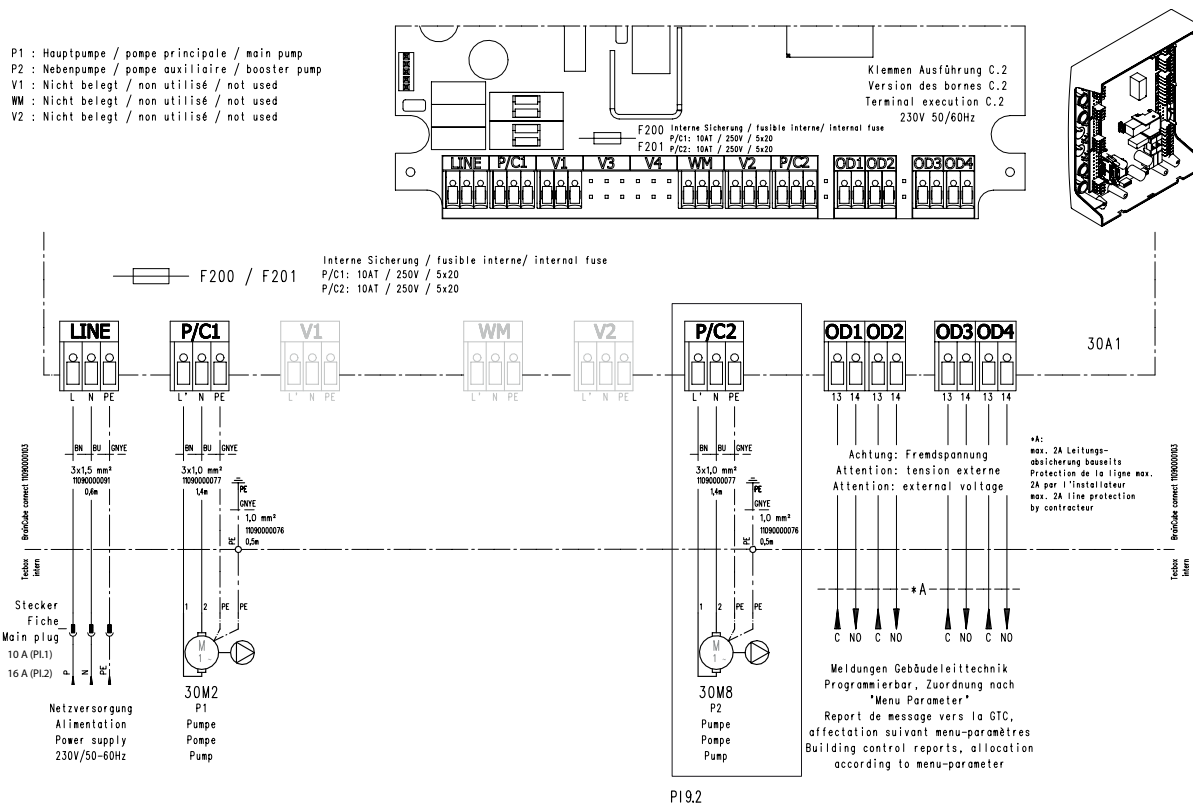 P1 : Hauptpumpe / pompe principale / main pump
P2 : Nebenpumpe / pompe auxiliaire / booster pump
V1 : Nicht belegt / non utilisé / not used
WM : Nicht belegt / non utilisé / not used
V2 : Nicht belegt / non utilisé / not used
Klemmen Ausführung C.2
Version des bornes C.2
Terminal execution C.2
230V 50/60Hz
F200 Interne Sicherung / fusible interne/ internal fuse
P/C1: 10AT / 250V / 5x20
F201 P/C2: 10AT / 250V / 5x20
LINE P/C1 V1 V3 V4 WM V2 P/C2 OD1 OD2 OD3 OD4
F200 / F201
Interne Sicherung / fusible interne/ internal fuse
P/C1: 10AT / 250V / 5x20
P/C2: 10AT / 250V / 5x20
LINE P/C1 V1 WM V2 P/C2 OD1 OD2 OD3 OD4
30A1
L N PE L' N PE L' N PE L' N PE L' N PE L' N PE 13 14 13 14 13 14 13 14
BN BU GNYE
3x1,5 mm²
11090000091
0,6m
BN BU GNYE
3x1,0 mm²
11090000077
1,4m
PE
GNYE
1,0 mm²
11090000076
0,5m
PE
BN BU GNYE
3x1,0 mm²
11090000077
1,4m
PE
GNYE
1,0 mm²
11090000076
0,5m
PE
Achtung: Fremdspannung
Attention: tension externe
Attention: external voltage
*A:
max. 2A Leitungs-
absicherung bauseits
Protection de la ligne max.
2A par l'installateur
max. 2A line protection
by contracteur
BrainCube connect 11090000103
Tecbox
intern
BrainCube connect 11090000103
Tecbox
intern
Stecker
Fiche
Main plug
10 A (PI.1)
16 A (PI.2)
P N PE
Netzversorgung
Alimentation
Power supply
230V/50-60Hz
1 2 PE PE
M
1 ~
30M2
P1
Pumpe
Pompe
Pump
1 2 PE PE
M
1 ~
30M8
P2
Pumpe
Pompe
Pump
*A
C NO C NO C NO C NO
Meldungen Gebäudeleittechnik
Programmierbar, Zuordnung nach
"Menu Parameter"
Report de message vers la GTC,
affectation suivant menu-paramètres
Building control reports, allocation
according to menu-parameter
PI9.2